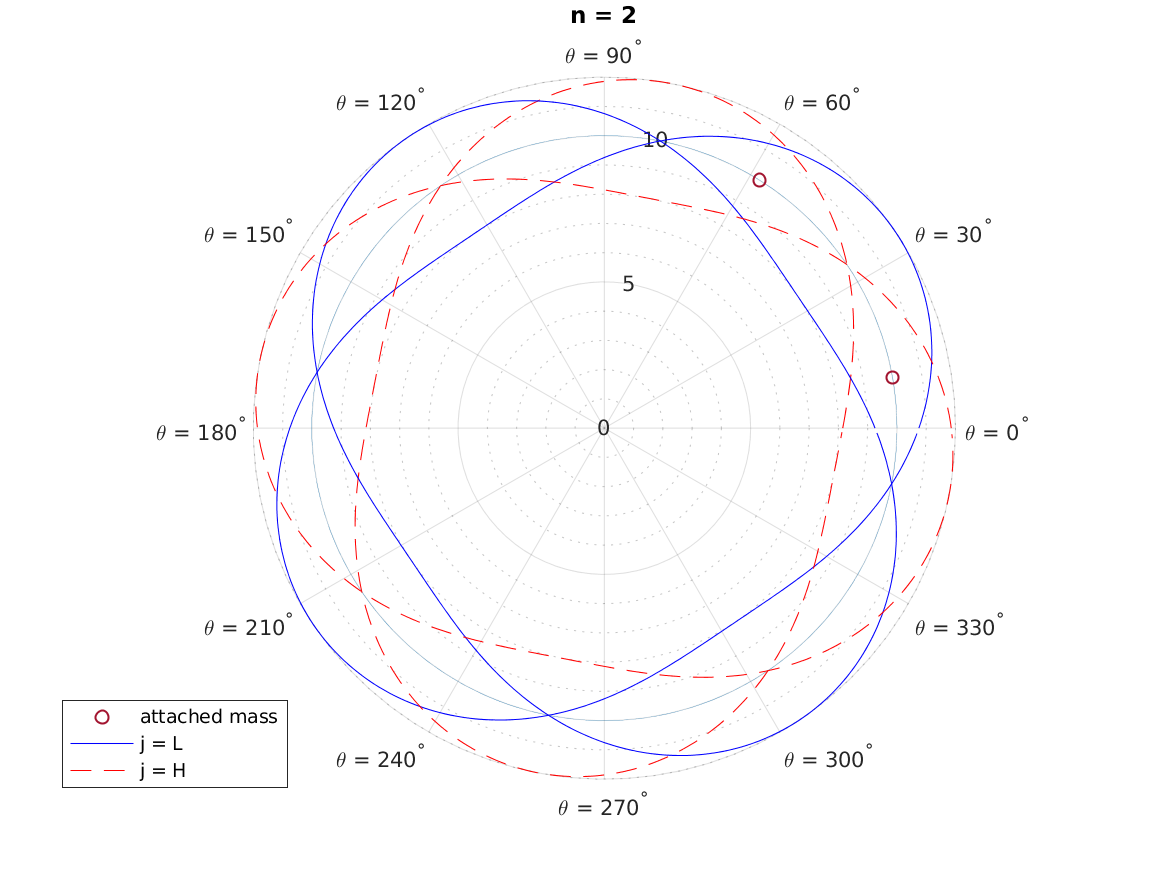 n = 2
θ = 90°
θ = 120°
θ = 60°
10
θ = 150°
θ = 30°
5
θ = 180°
0
θ = 0°
θ = 210°
θ = 330°
θ = 240°
θ = 300°
θ = 270°
attached mass
j = L
j = H